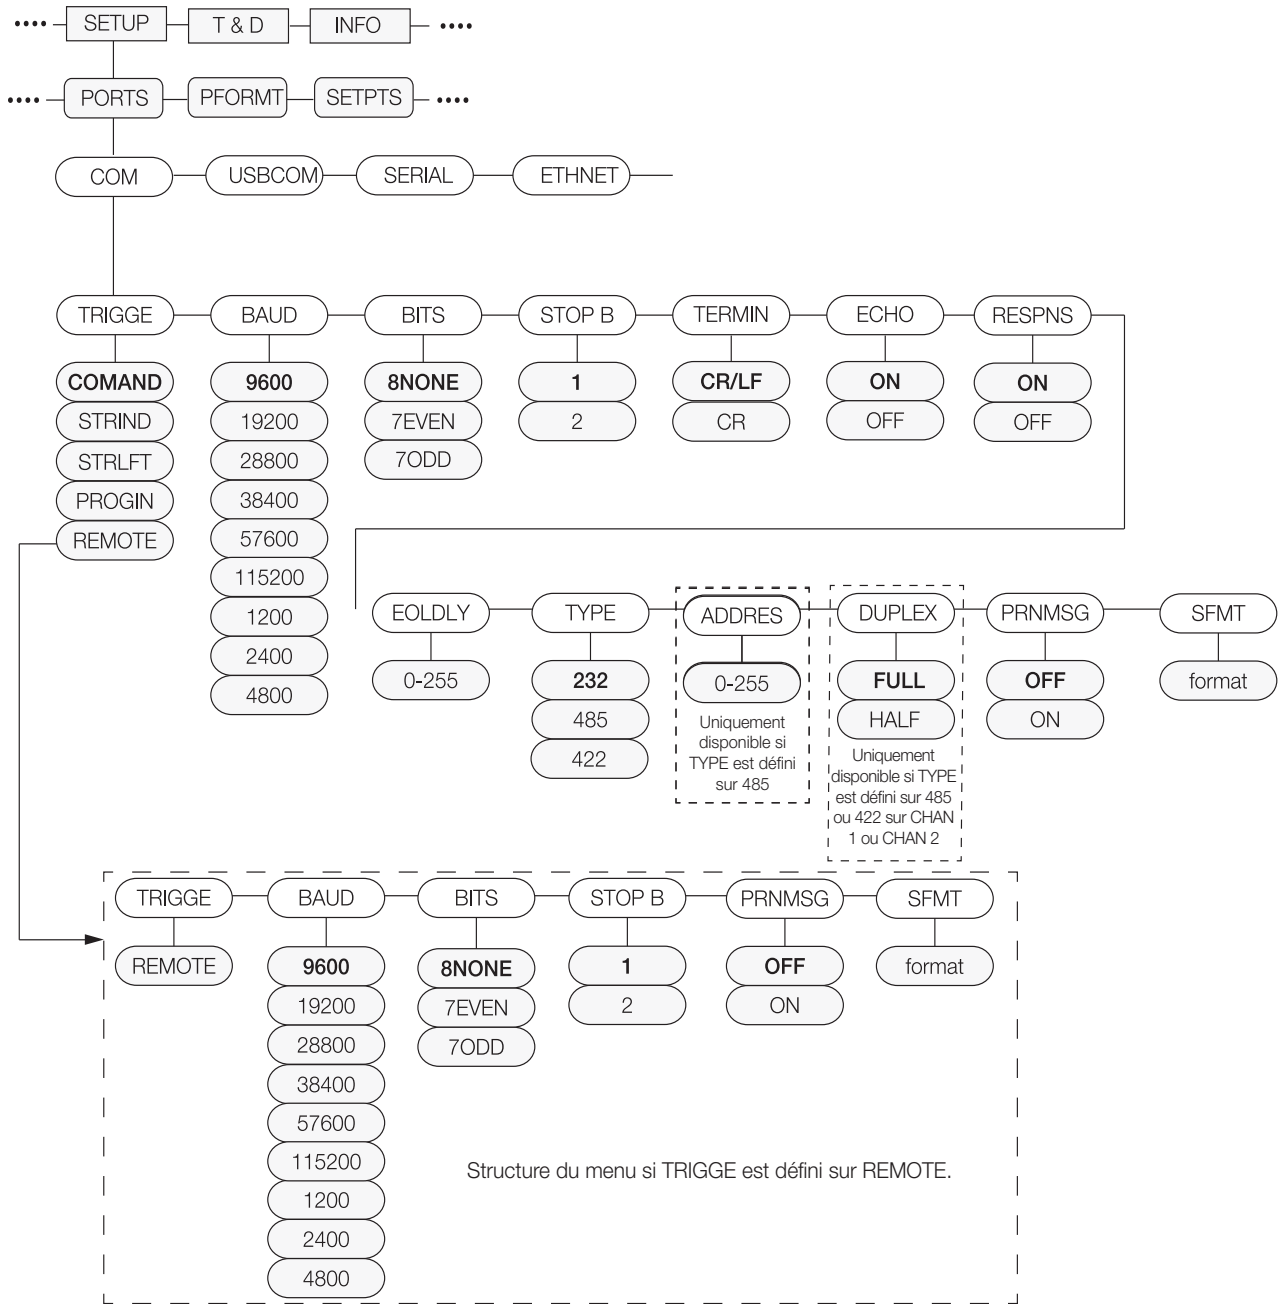 •••• SETUP T & D INFO ••••
•••• PORTS PFORMT SETPTS ••••
COM USBCOM SERIAL ETHNET
TRIGGE BAUD BITS STOP B TERMIN ECHO RESPNS
COMAND 9600 8NONE 1 CR/LF ON ON
STRIND 19200 7EVEN 2 CR OFF OFF
STRLFT 28800 7ODD
PROGIN 38400
REMOTE 57600
115200
1200
2400
4800
EOLDLY TYPE ADDRES DUPLEX PRNMSG SFMT
0-255 232 0-255 FULL OFF format
485 HALF ON
422
Uniquement
disponible si
TYPE est défini
sur 485
Uniquement
disponible si TYPE
est défini sur 485
ou 422 sur CHAN
1 ou CHAN 2
TRIGGE BAUD BITS STOP B PRNMSG SFMT
REMOTE 9600 8NONE 1 OFF format
19200 7EVEN 2 ON
28800 7ODD
38400
57600
115200
1200
2400
4800
Structure du menu si TRIGGE est défini sur REMOTE.